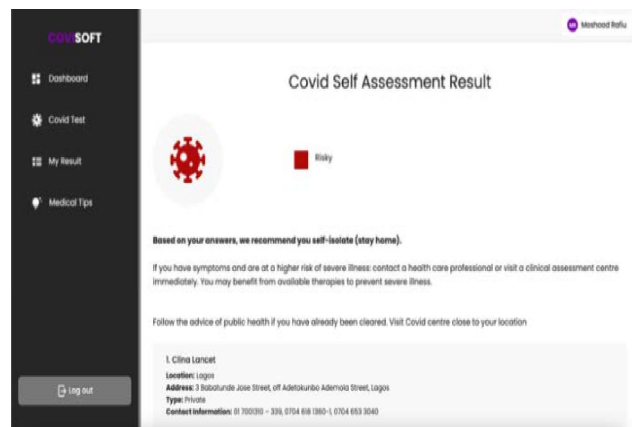 COVISOFT
Moshood Rafiu
Dashboard
Covid Test
My Result
Medical Tips
Log out
Covid Self Assessment Result
Risky
Based on your answers, we recommend you self-isolate (stay home).
If you have symptoms and are at a higher risk of severe illness: contact a health care professional or visit a clinical assessment centre
immediately. You may benefit from available therapies to prevent severe illness.
Follow the advice of public health if you have already been cleared. Visit Covid centre close to your location
1. Clina Lancet
Location: Lagos
Address: 3 Babatunde Jose Street, off Adetokunbo Ademola Street, Lagos
Type: Private
Contact Information: 01 7001310 – 339, 0704 618 1360-1, 0704 653 3040